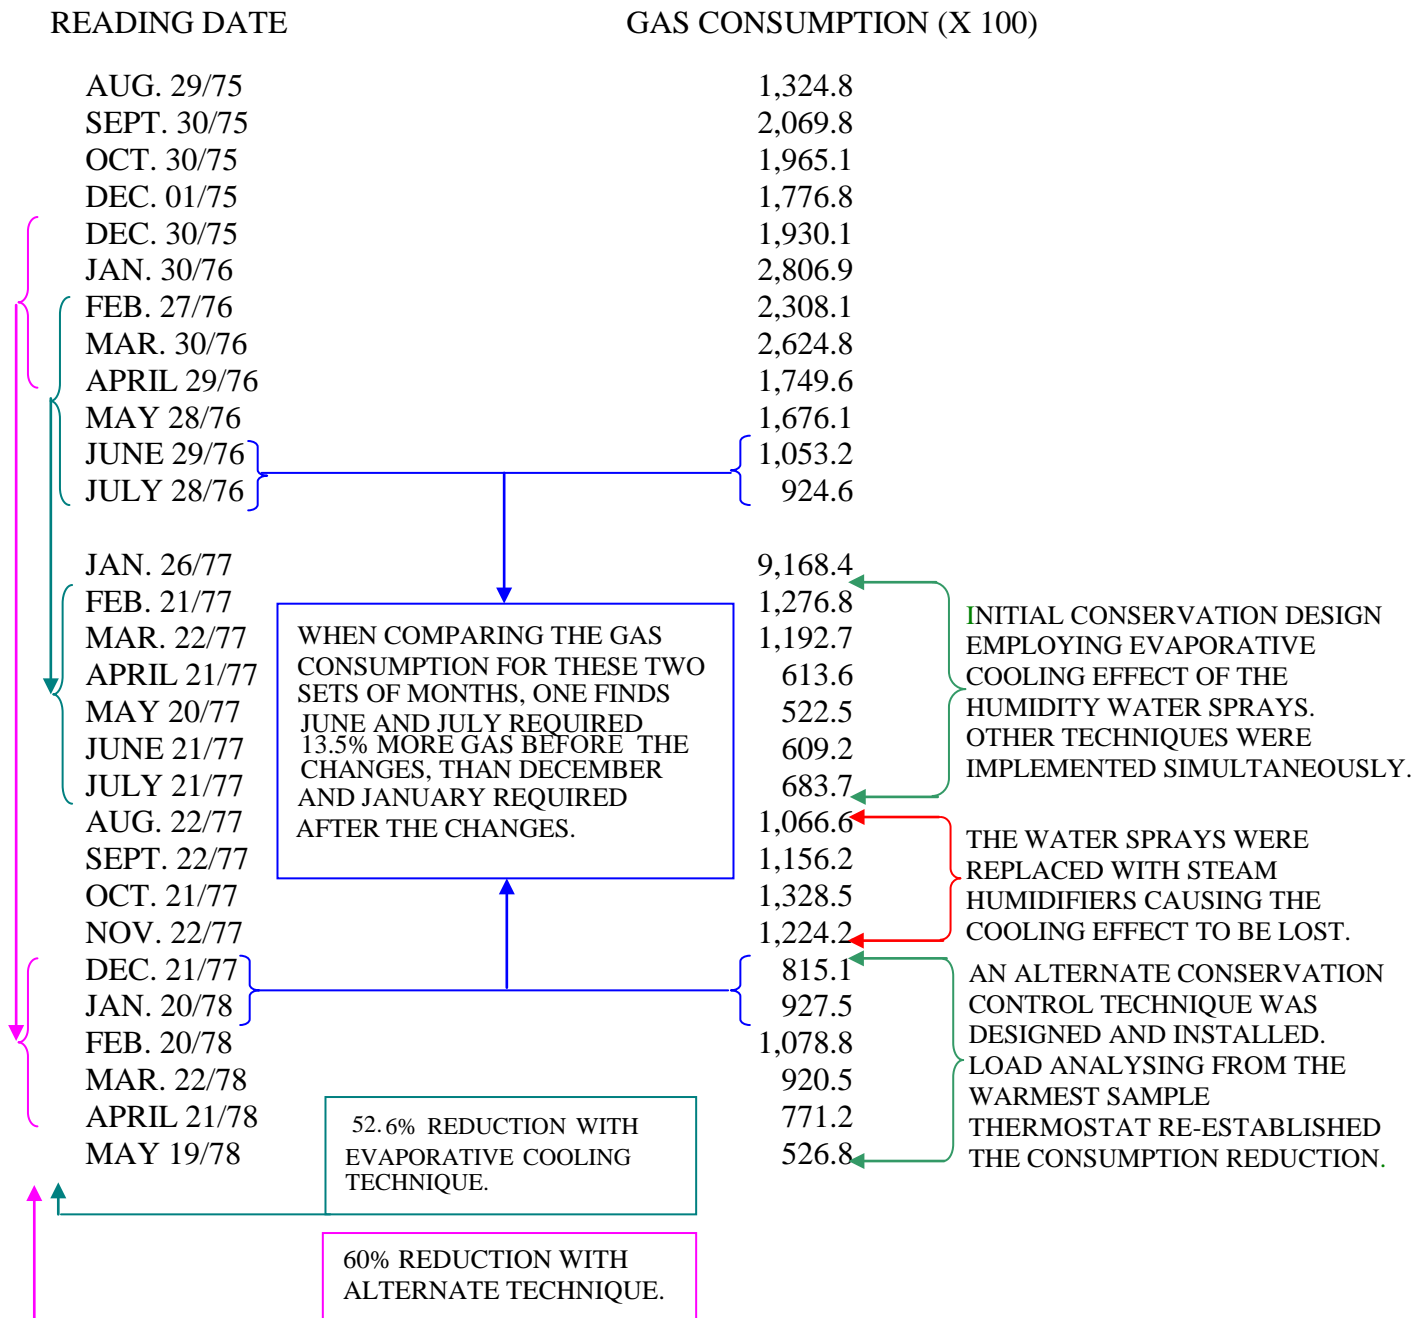 READING DATE GAS CONSUMPTION (X 100)
AUG. 29/75 1,324.8
SEPT. 30/75 2,069.8
OCT. 30/75 1,965.1
DEC. 01/75 1,776.8
DEC. 30/75 1,930.1
JAN. 30/76 2,806.9
FEB. 27/76 2,308.1
MAR. 30/76 2,624.8
APRIL 29/76 1,749.6
MAY 28/76 1,676.1
JUNE 29/76 1,053.2
JULY 28/76 924.6
JAN. 26/77 9,168.4
FEB. 21/77 1,276.8
MAR. 22/77 1,192.7
APRIL 21/77 613.6
MAY 20/77 522.5
JUNE 21/77 609.2
JULY 21/77 683.7
AUG. 22/77 1,066.6
SEPT. 22/77 1,156.2
OCT. 21/77 1,328.5
NOV. 22/77 1,224.2
DEC. 21/77 815.1
JAN. 20/78 927.5
FEB. 20/78 1,078.8
MAR. 22/78 920.5
APRIL 21/78 771.2
MAY 19/78 526.8
WHEN COMPARING THE GAS
CONSUMPTION FOR THESE TWO
SETS OF MONTHS, ONE FINDS
JUNE AND JULY REQUIRED
13.5% MORE GAS BEFORE THE
CHANGES, THAN DECEMBER
AND JANUARY REQUIRED
AFTER THE CHANGES.
INITIAL CONSERVATION DESIGN
EMPLOYING EVAPORATIVE
COOLING EFFECT OF THE
HUMIDITY WATER SPRAYS.
OTHER TECHNIQUES WERE
IMPLEMENTED SIMULTANEOUSLY.
THE WATER SPRAYS WERE
REPLACED WITH STEAM
HUMIDIFIERS CAUSING THE
COOLING EFFECT TO BE LOST.
AN ALTERNATE CONSERVATION
CONTROL TECHNIQUE WAS
DESIGNED AND INSTALLED.
LOAD ANALYSING FROM THE
WARMEST SAMPLE
THERMOSTAT RE-ESTABLISHED
THE CONSUMPTION REDUCTION.
52.6% REDUCTION WITH
EVAPORATIVE COOLING
TECHNIQUE.
60% REDUCTION WITH
ALTERNATE TECHNIQUE.